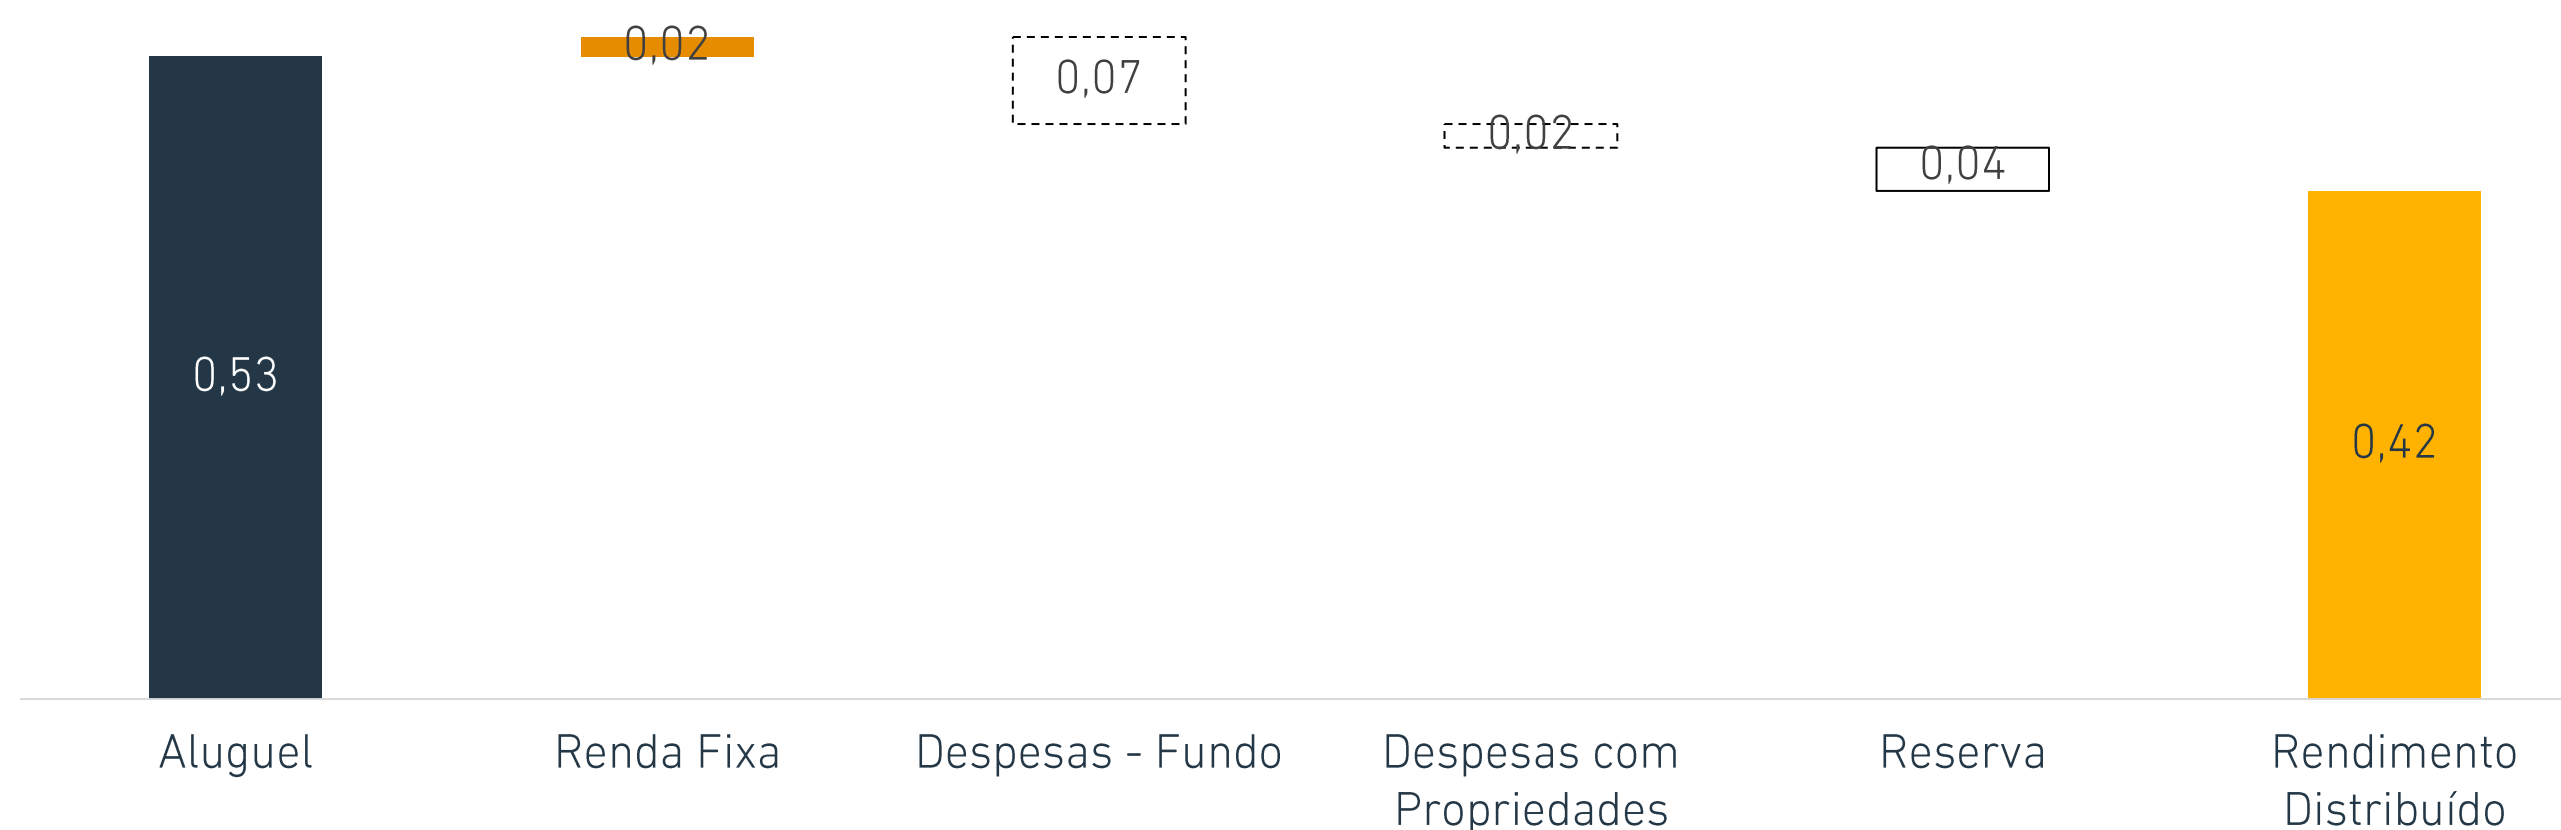 0,02
0,07
0,02
0,04
0,53
0,42
Aluguel
Renda Fixa
Despesas - Fundo
Despesas com
Propriedades
Reserva
Rendimento
Distribuído